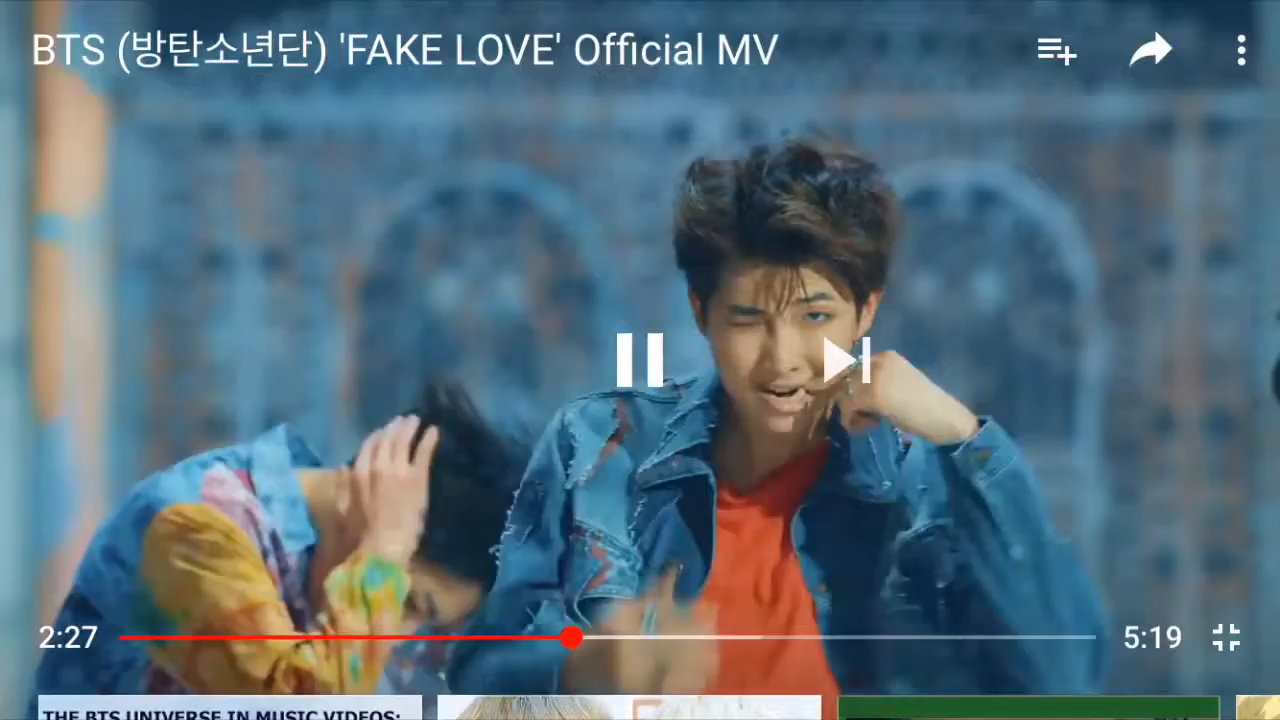 BTS (방탄소년단) 'FAKE LOVE' Official MV
2:27
5:19
THE BTS UNIVERSE IN MUSIC VIDEOS: